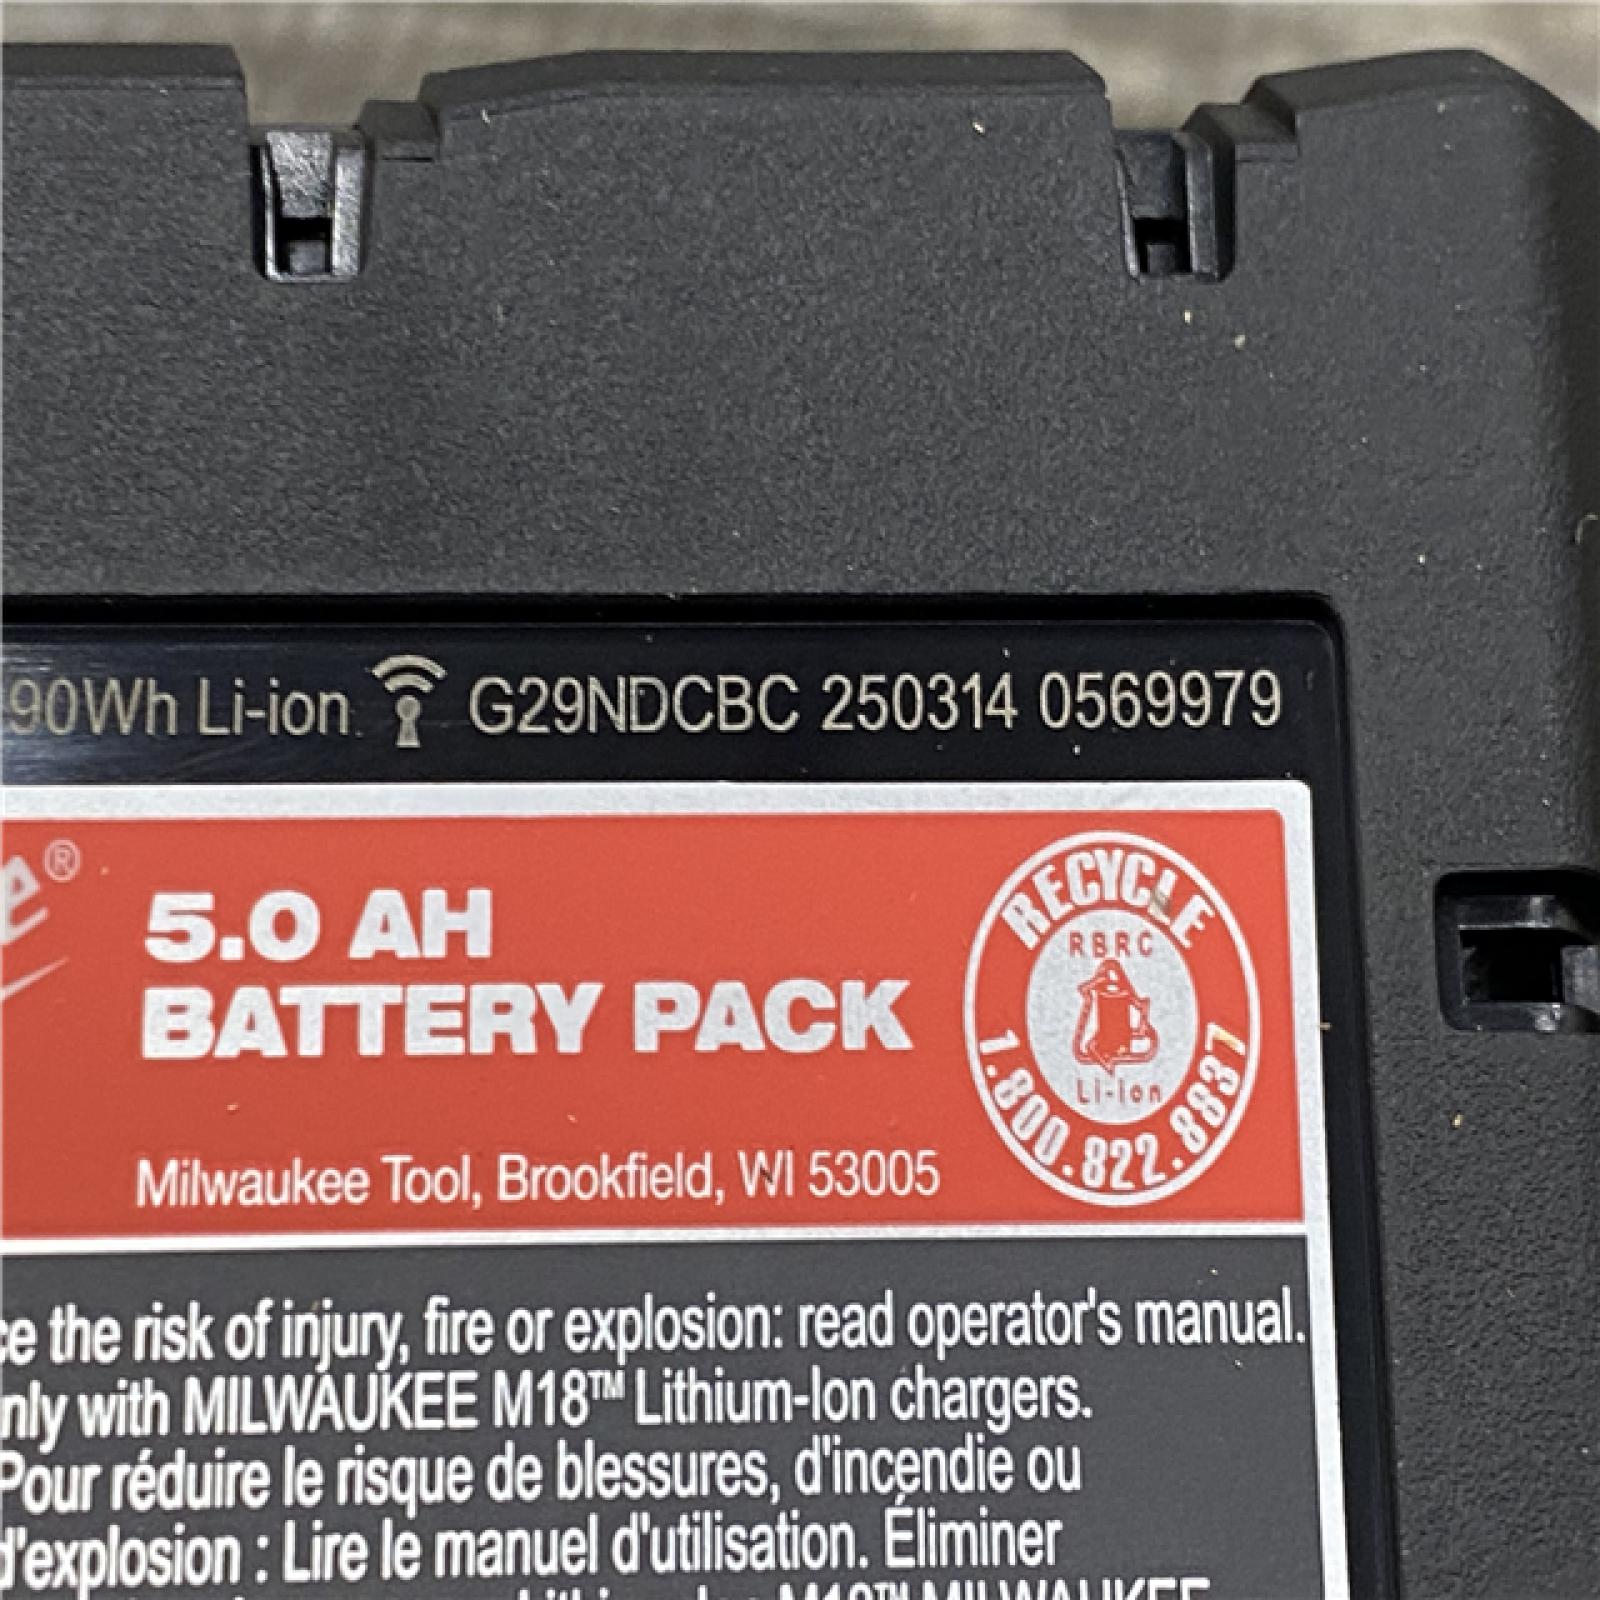 90Wh Li-ion G29NDCBC 250314 0569979
®
5.0 AH
BATTERY PACK
Milwaukee Tool, Brookfield, WI 53005
RECYCLE
RBRC
Li-ion
1.800.822.8837
the risk of injury, fire or explosion: read operator's manual.
with MILWAUKEE M18™ Lithium-Ion chargers.
Pour réduire le risque de blessures, d'incendie ou
d'explosion : Lire le manuel d'utilisation. Éliminer
M18™ MILWAUKEE